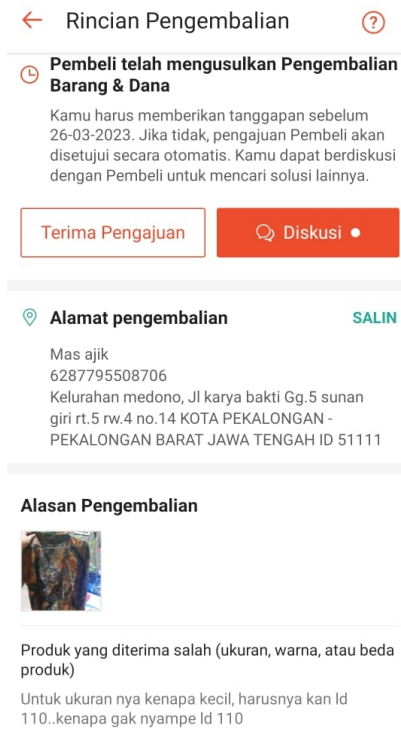 Rincian Pengembalian
?
Pembeli telah mengusulkan Pengembalian
Barang & Dana
Kamu harus memberikan tanggapan sebelum
26-03-2023. Jika tidak, pengajuan Pembeli akan
disetujui secara otomatis. Kamu dapat berdiskusi
dengan Pembeli untuk mencari solusi lainnya.
Terima Pengajuan
Diskusi
Alamat pengembalian
SALIN
Mas ajik
6287795508706
Kelurahan medono, Jl karya bakti Gg.5 sunan
giri rt.5 rw.4 no.14 KOTA PEKALONGAN -
PEKALONGAN BARAT JAWA TENGAH ID 51111
Alasan Pengembalian
Produk yang diterima salah (ukuran, warna, atau beda
produk)
Untuk ukuran nya kenapa kecil, harusnya kan ld
110..kenapa gak nyampe ld 110